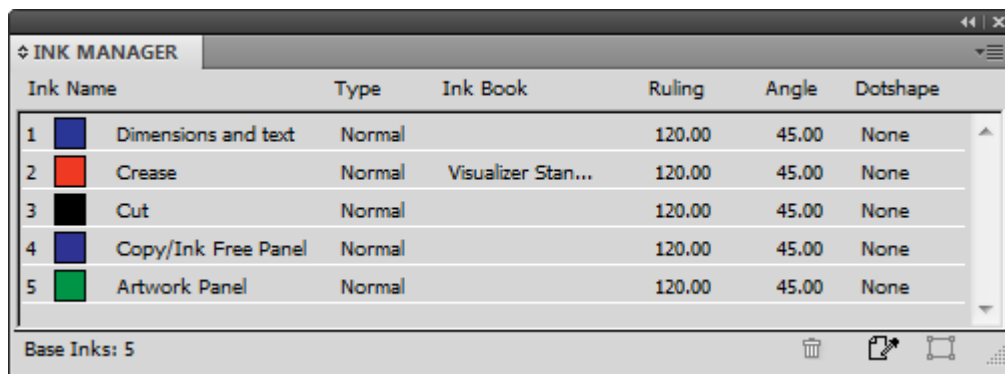 INK MANAGER
Ink Name Type Ink Book Ruling Angle Dotshape
1 Dimensions and text Normal 120.00 45.00 None
2 Crease Normal Visualizer Stan... 120.00 45.00 None
3 Cut Normal 120.00 45.00 None
4 Copy/Ink Free Panel Normal 120.00 45.00 None
5 Artwork Panel Normal 120.00 45.00 None
Base Inks: 5